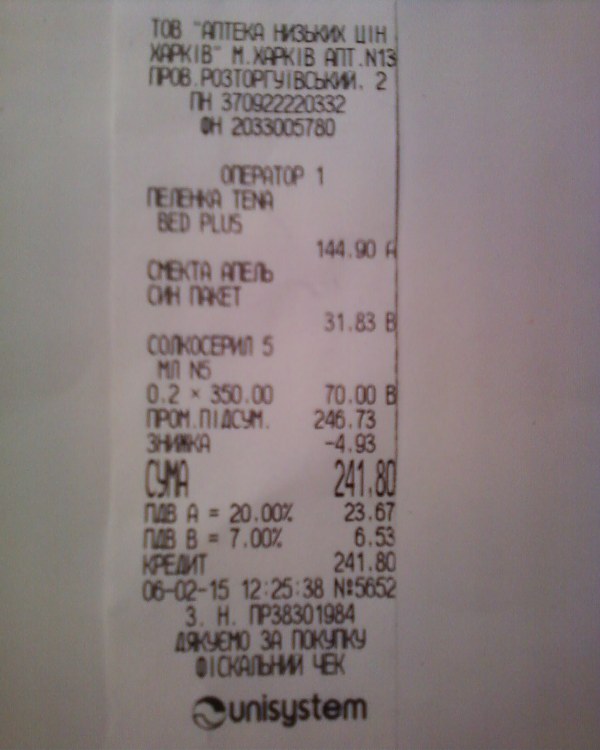 ТОВ "АПТЕКА НИЗЬКИХ ЦІН
ХАРКІВ" М.ХАРКІВ АПТ.N13
ПРОВ.РОЗТОРГУІВСЬКИЙ. 2
ПН 370922220332
ФН 2033005780
ОПЕРАТОР 1
ПЕЛЕНКА TENA
BED PLUS
144.90 А
СМЕКТА АПЕЛЬ
СИН ПАКЕТ
31.83 В
СОЛКОСЕРИЛ 5
МЛ N5
0.2 × 350.00 70.00 В
ПРОМ.ПІДСУМ. 246.73
ЗНИЖКА -4.93
СУМА 241.80
ПДВ А = 20.00% 23.67
ПДВ В = 7.00% 6.53
КРЕДИТ 241.80
06-02-15 12:25:38 №5652
З. Н. ПР38301984
ДЯКУЄМО ЗА ПОКУПКУ
ФІСКАЛЬНИЙ ЧЕК
unisystem